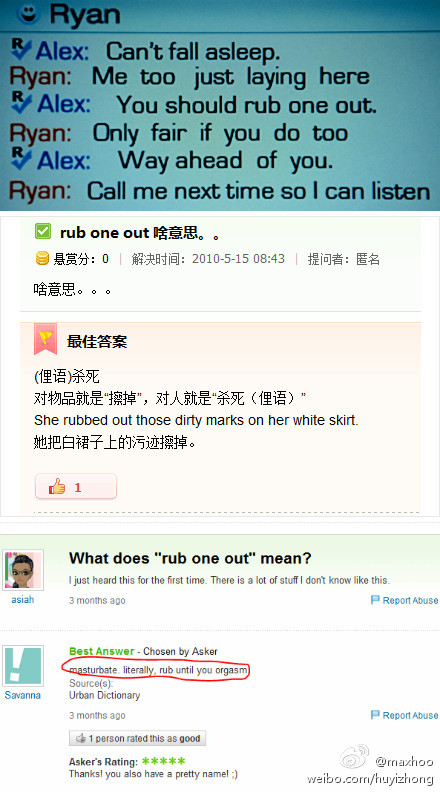 Ryan
Alex: Can't fall asleep.
Ryan: Me too just laying here
Alex: You should rub one out.
Ryan: Only fair if you do too
Alex: Way ahead of you.
Ryan: Call me next time so I can listen
rub one out 啥意思。。
悬赏分：0 | 解决时间：2010-5-15 08:43 | 提问者：匿名
啥意思。。。
最佳答案
(俚语)杀死
对物品就是“擦掉”，对人就是“杀死（俚语）”
She rubbed out those dirty marks on her white skirt.
她把白裙子上的污迹擦掉。
1
What does "rub one out" mean?
I just heard this for the first time. There is a lot of stuff I don't know like this.
asiah
3 months ago
Report Abuse
Best Answer - Chosen by Asker
masturbate. literally, rub until you orgasm
Source(s):
Urban Dictionary
Savanna
3 months ago
Report Abuse
1 person rated this as good
Asker's Rating: ★★★★★
Thanks! you also have a pretty name! ;)
@maxhoo
weibo.com/huyizhong